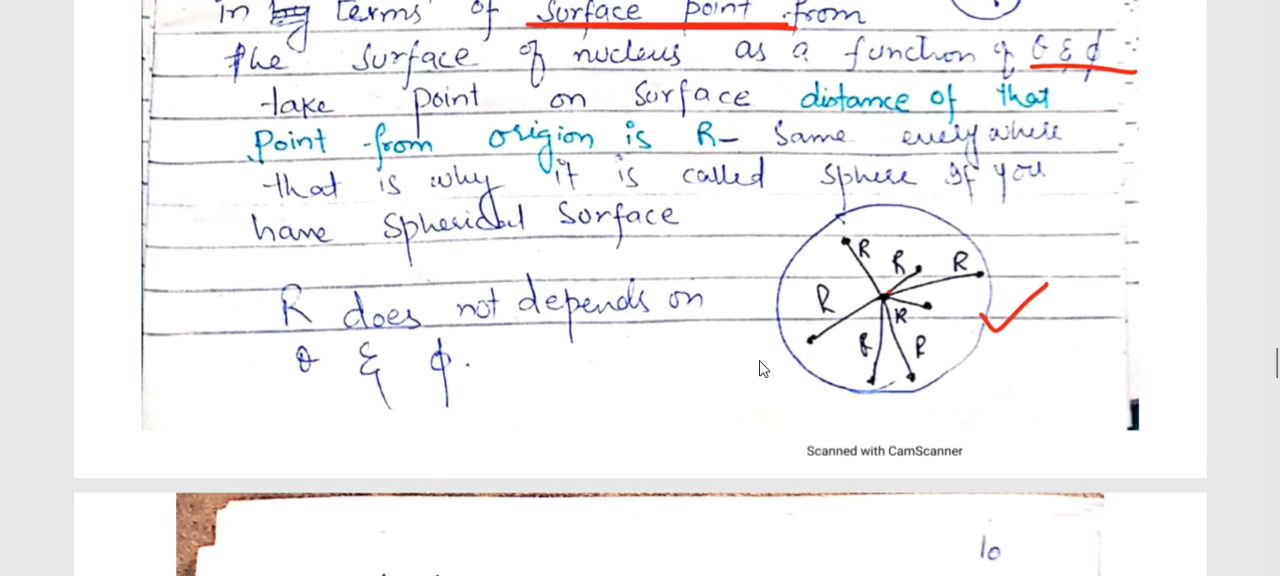 in terms of surface point from
the surface of nucleus as a function of θ & ϕ
take point on surface distance of that
point from origion is R- same everywhere
that is why it is called sphere if you
have spherical surface
R does not depends on
θ & ϕ.
R R R
R R
R R
Scanned with CamScanner
10